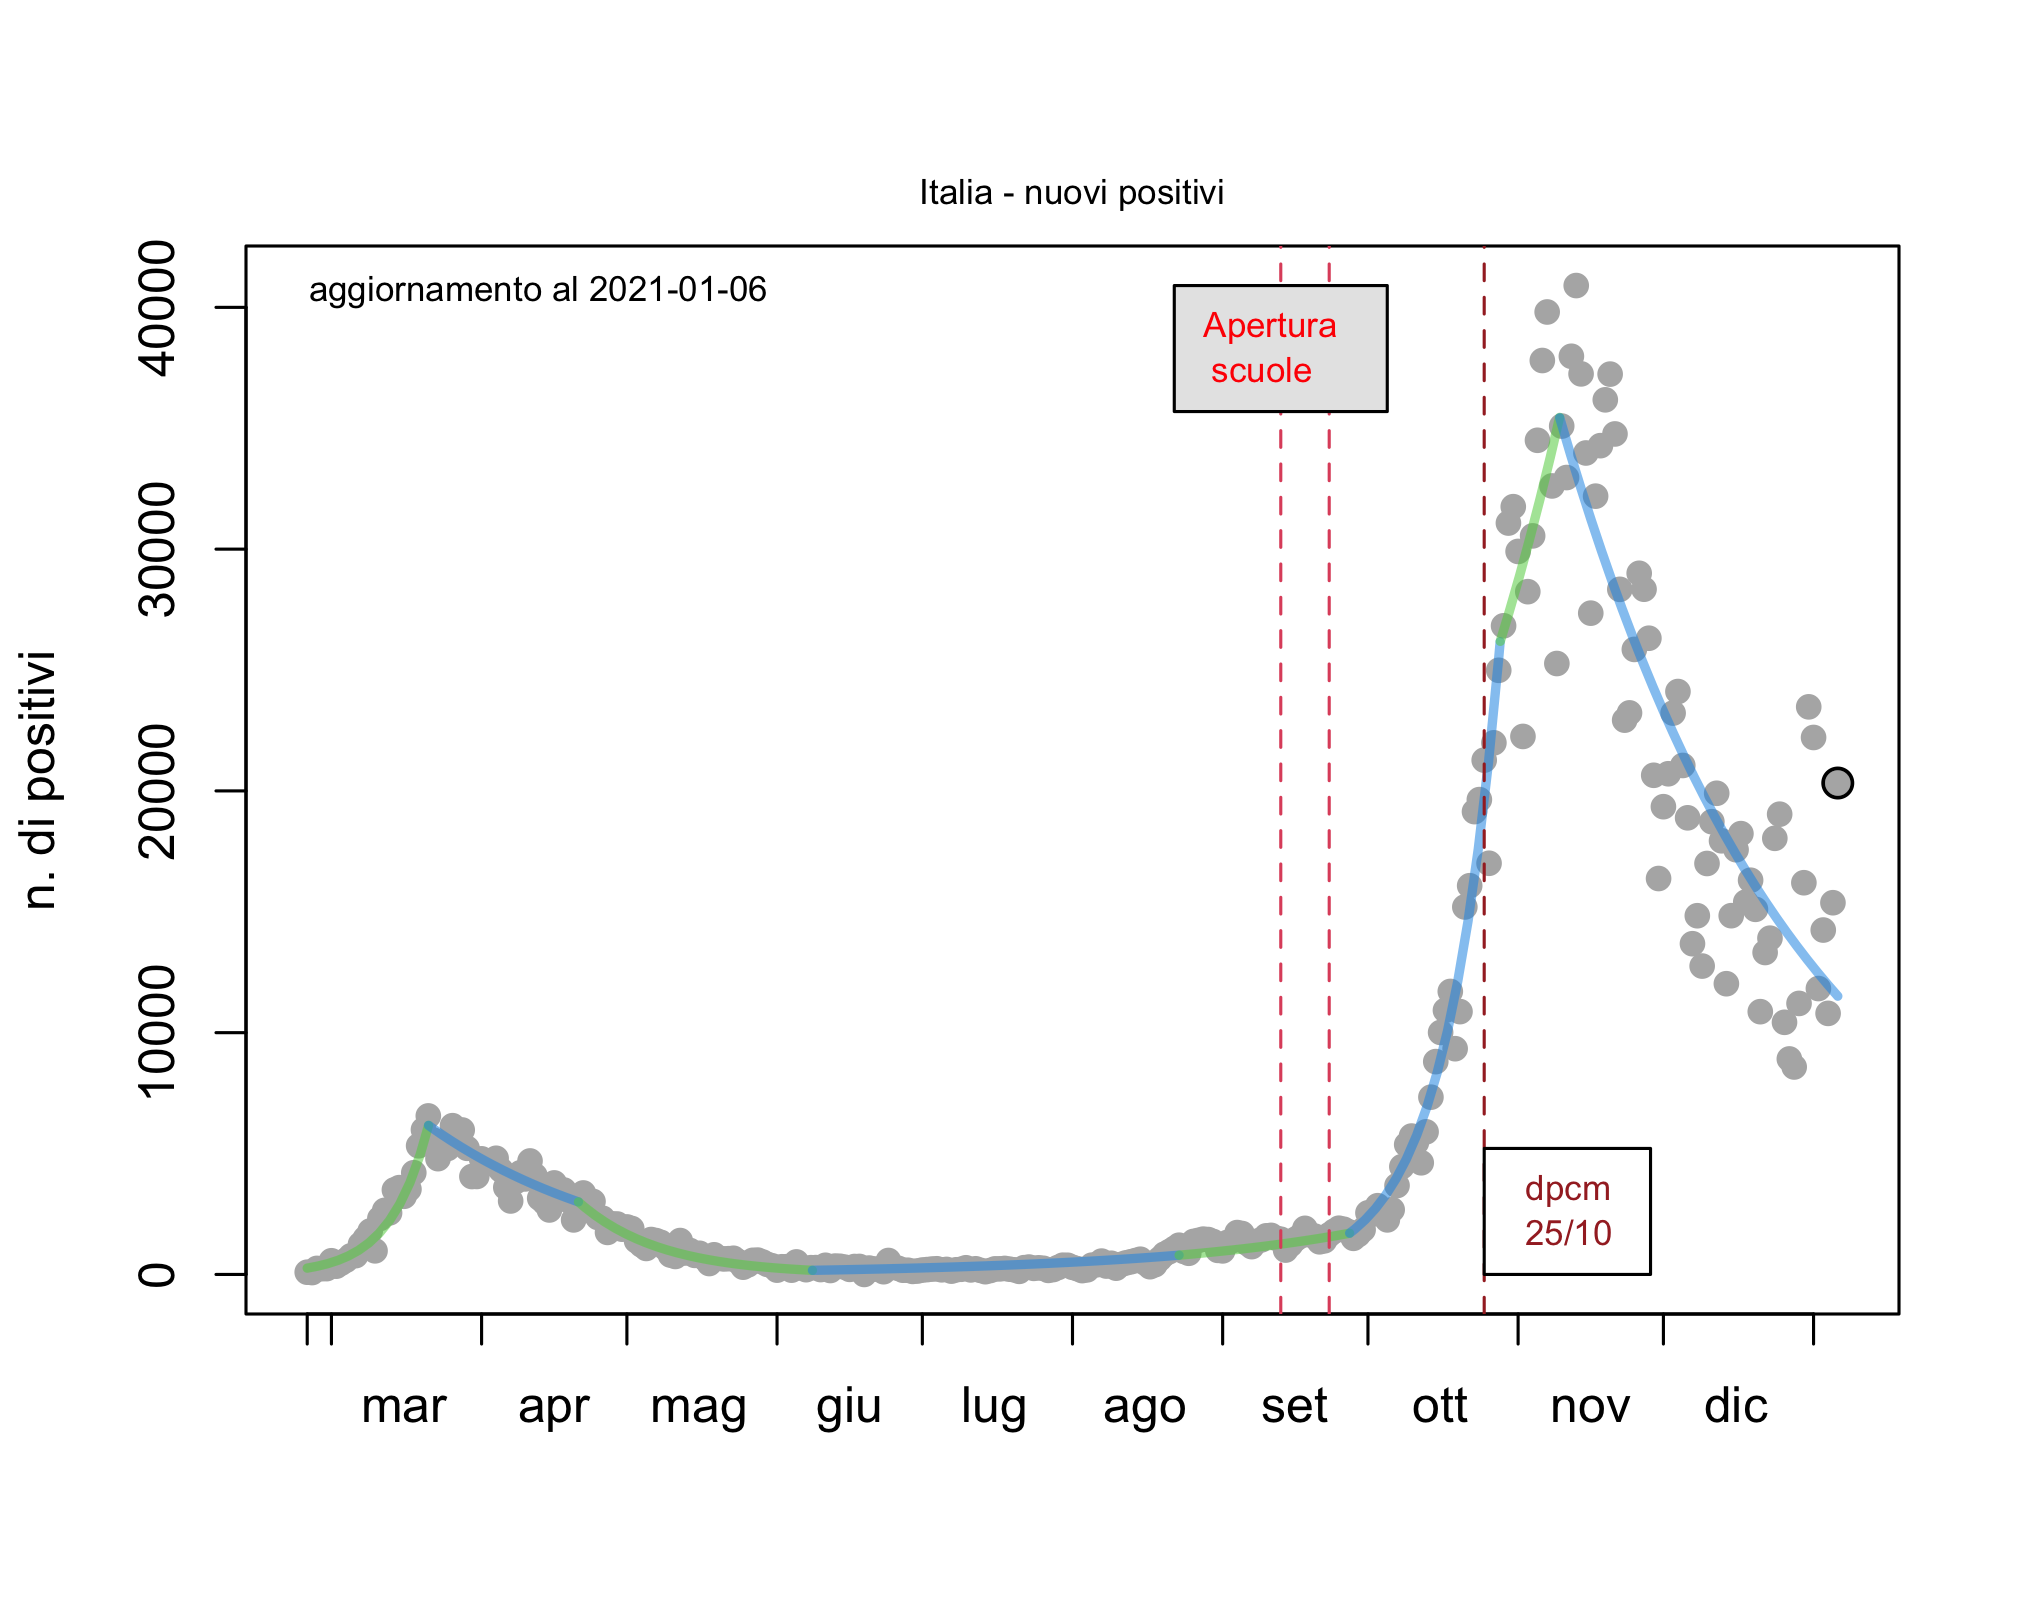 Italia - nuovi positivi
aggiornamento al 2021-01-06
Apertura
scuole
dpcm
25/10
n. di positivi
40000
30000
20000
10000
0
mar apr mag giu lug ago set ott nov dic